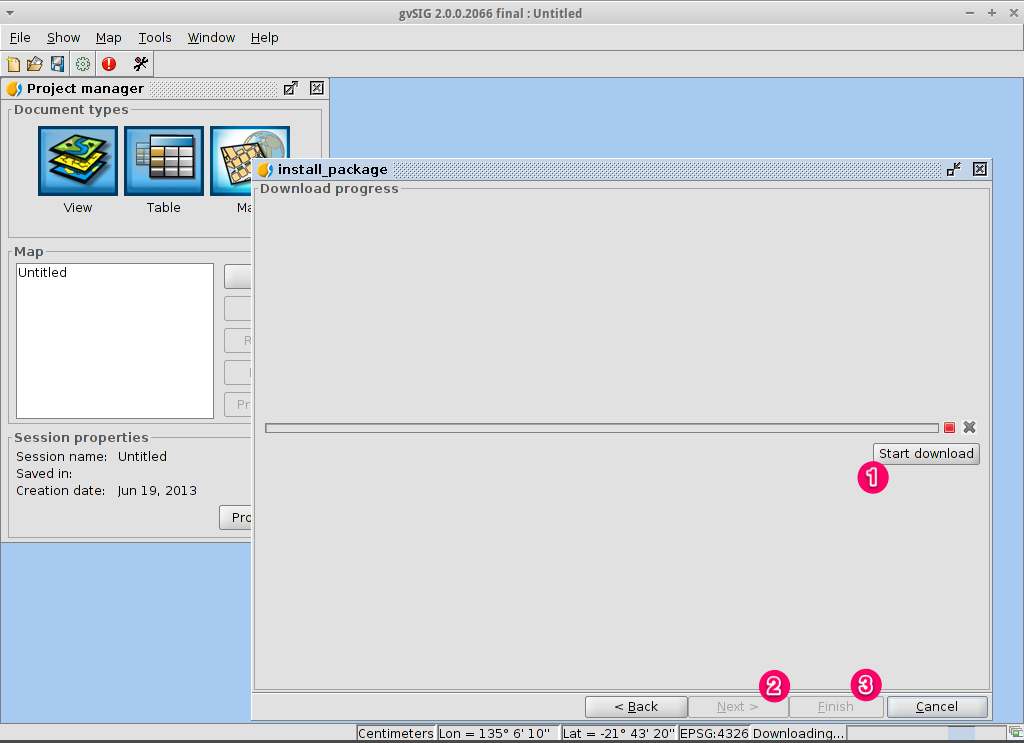 gvSIG 2.0.0.2066 final : Untitled
File Show Map Tools Window Help
Project manager
Document types
View Table Ma
install_package
Download progress
Map
Untitled
R
Pr
Start download
1
Session properties
Session name: Untitled
Saved in:
Creation date: Jun 19, 2013
Pro
2 3
< Back Next > Finish Cancel
Centimeters Lon = 135° 6' 10" Lat = -21° 43' 20" EPSG:4326 Downloading...